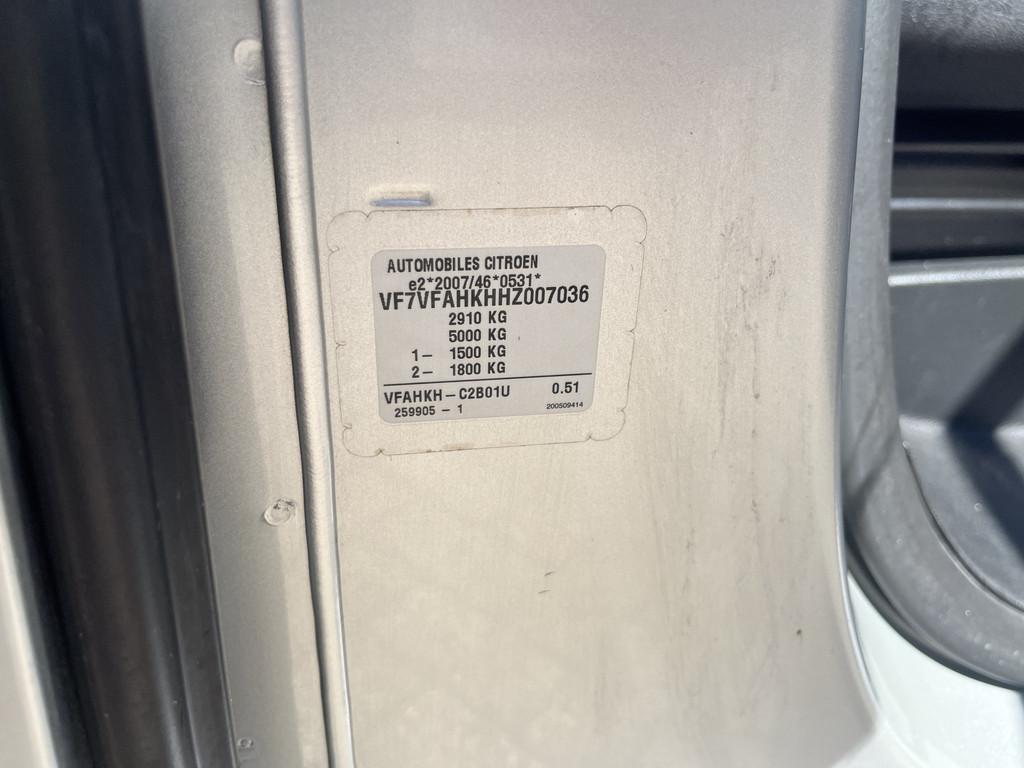 AUTOMOBILES CITROEN
e2*2007/46*0531*
VF7VFAHKHHZ007036
2910 KG
5000 KG
1- 1500 KG
2- 1800 KG
VFAHKH-C2B01U 0.51
259905 - 1 200509414